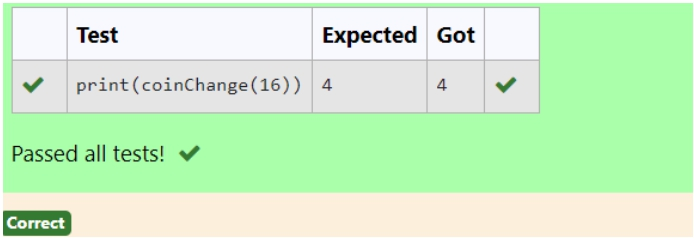 Test Expected Got
print(coinChange(16)) 4 4
Passed all tests!
Correct